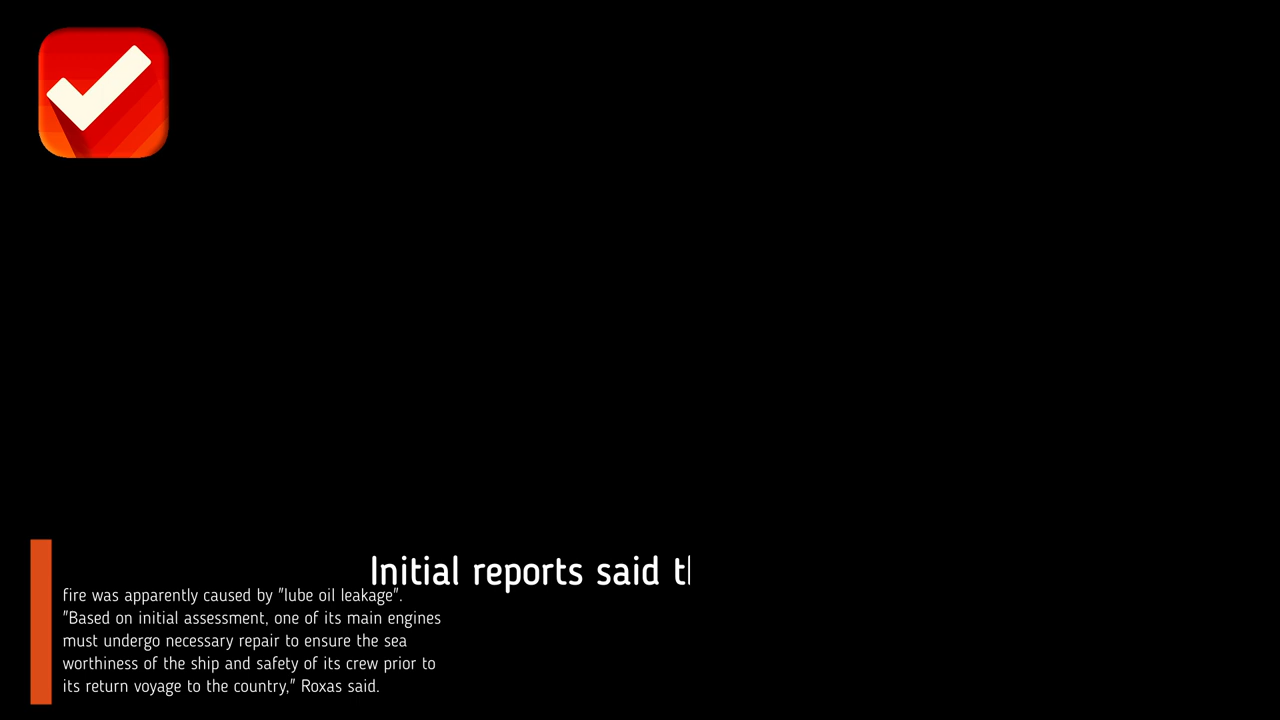 Initial reports said
fire was apparently caused by "lube oil leakage".
"Based on initial assessment, one of its main engines
must undergo necessary repair to ensure the sea
worthiness of the ship and safety of its crew prior to
its return voyage to the country," Roxas said.